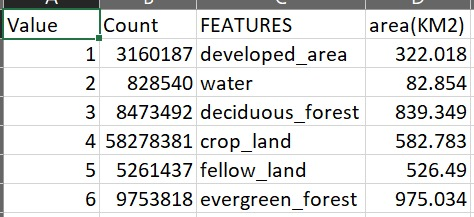 Value Count FEATURES area(KM2)
1 3160187 developed_area 322.018
2 828540 water 82.854
3 8473492 deciduous_forest 839.349
4 58278381 crop_land 582.783
5 5261437 fellow_land 526.49
6 9753818 evergreen_forest 975.034